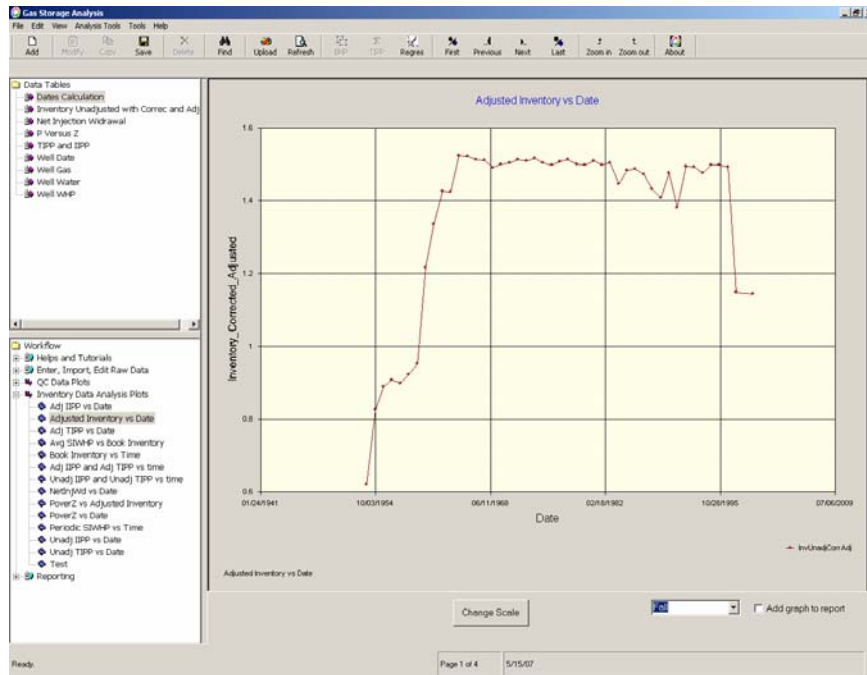 Gas Storage Analysis
File Edit View Analysis Tools Tools Help
Add Modify Copy Save Delete Find Upload Refresh BHP TIPP Regres First Previous Next Last Zoom in Zoom out About
Data Tables
Dates Calculation
Inventory Unadjusted with Correc and Adj
Net Injection Widrawal
P Versus Z
TIPP and IIPP
Well Date
Well Gas
Well Water
Well WHP
Workflow
Helps and Tutorials
Enter, Import, Edit Raw Data
QC Data Plots
Inventory Data Analysis Plots
Adj IIPP vs Date
Adjusted Inventory vs Date
Adj TIPP vs Date
Avg SIWHP vs Book Inventory
Book Inventory vs Time
Adj IIPP and Adj TIPP vs time
Unadj IIPP and Unadj TIPP vs time
NetInjWd vs Date
PoverZ vs Adjusted Inventory
PoverZ vs Date
Periodic SIWHP vs Time
Unadj IIPP vs Date
Unadj TIPP vs Date
Test
Reporting
Adjusted Inventory vs Date
Inventory_Corrected_Adjusted
1.6
1.4
1.2
1
0.8
0.6
01/24/1941 10/03/1954 06/11/1968 02/18/1982 10/28/1995 07/06/2009
Date
InvUnadjCorrAdj
Adjusted Inventory vs Date
Change Scale
Fall
Add graph to report
Ready.
Page 1 of 4
5/15/07